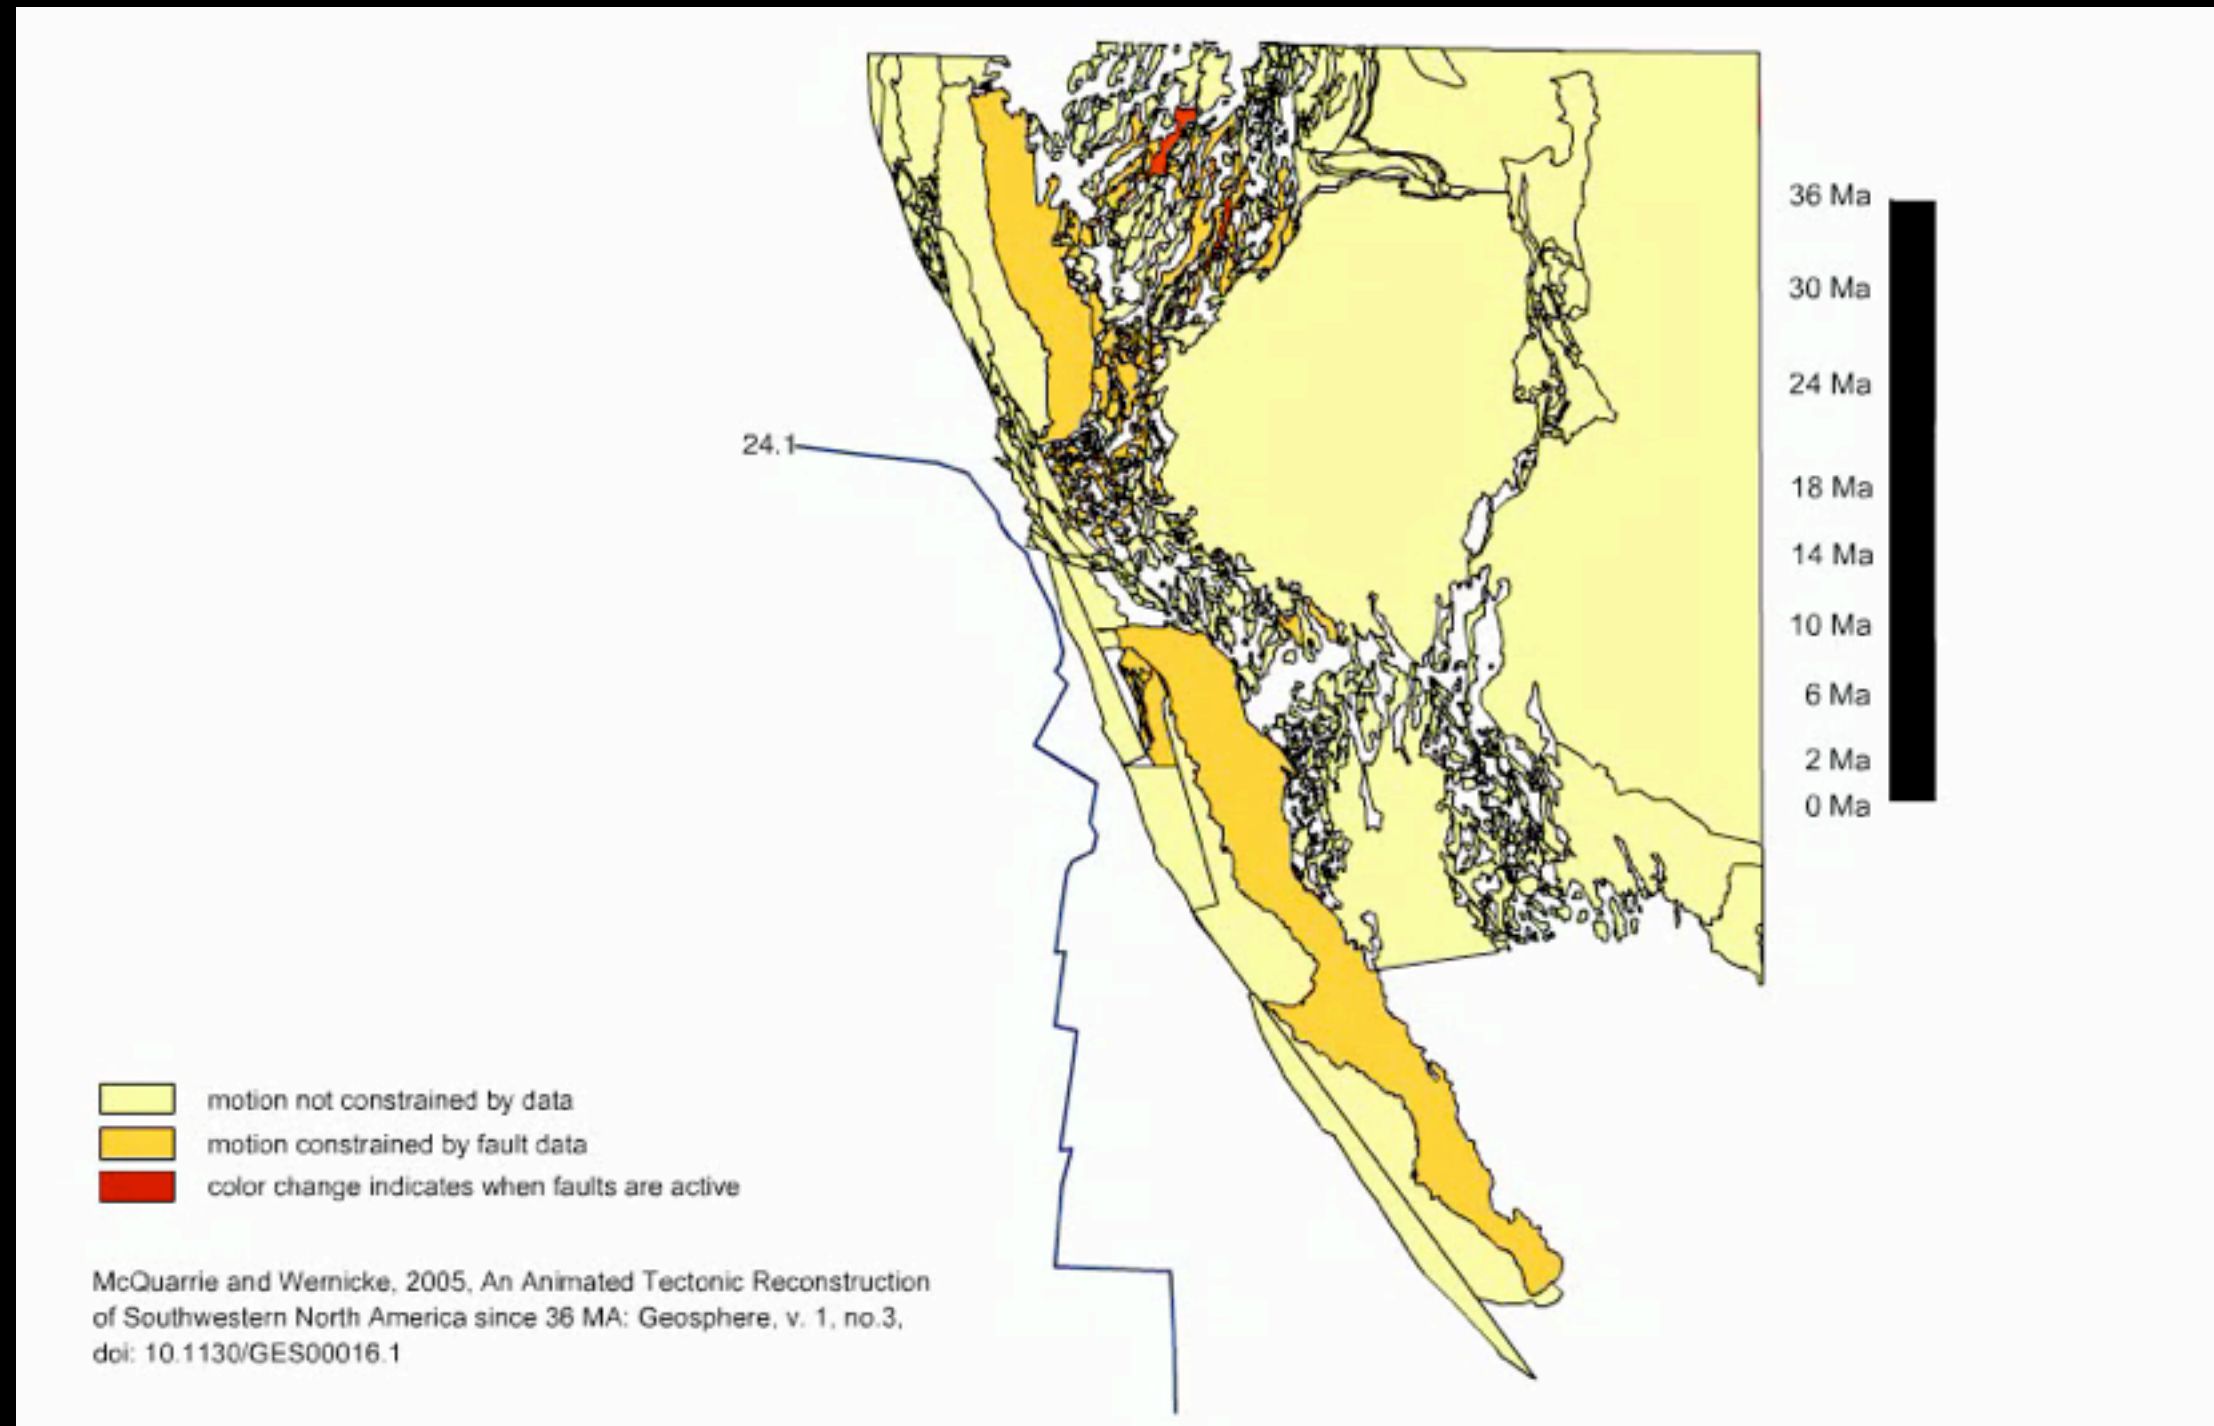 36 Ma
30 Ma
24 Ma
24.1
18 Ma
14 Ma
10 Ma
6 Ma
2 Ma
0 Ma
motion not constrained by data
motion constrained by fault data
color change indicates when faults are active
McQuarrie and Wernicke, 2005, An Animated Tectonic Reconstruction
of Southwestern North America since 36 MA: Geosphere, v. 1, no.3,
doi: 10.1130/GES00016.1